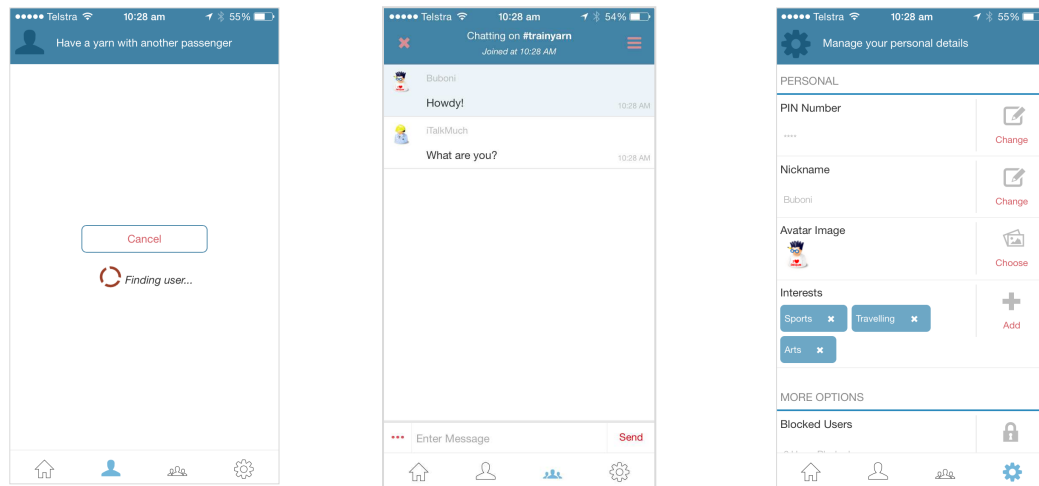 Telstra 10:28 am 55%
Have a yarn with another passenger
Cancel
Finding user...
Telstra 10:28 am 54%
Chatting on #trainyarn
Joined at 10:28 AM
Buboni
Howdy!
10:28 AM
iTalkMuch
What are you?
10:28 AM
Enter Message
Send
Telstra 10:28 am 55%
Manage your personal details
PERSONAL
PIN Number
....
Change
Nickname
Buboni
Change
Avatar Image
Choose
Interests
Sports
Travelling
Arts
Add
MORE OPTIONS
Blocked Users